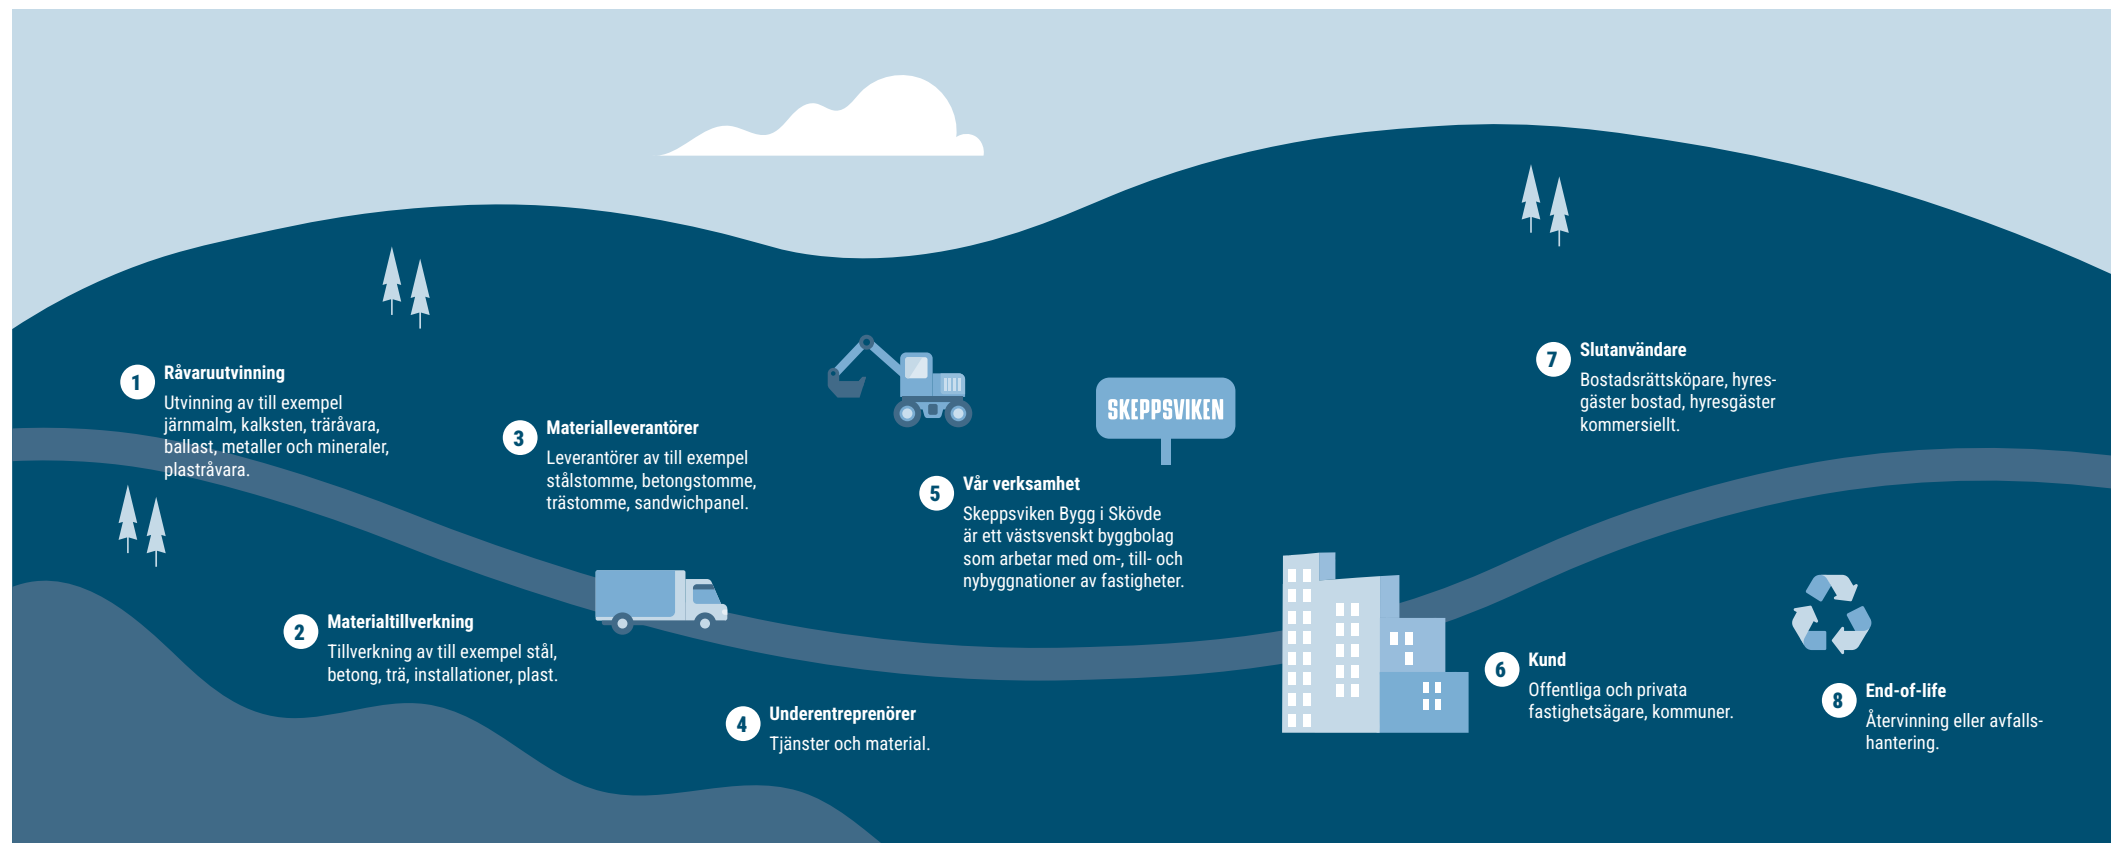 1
Råvaruutvinning
Utvinning av till exempel
järnmalm, kalksten, träråvara,
ballast, metaller och mineraler,
plastråvara.
2
Materialtillverkning
Tillverkning av till exempel stål,
betong, trä, installationer, plast.
3
Materialleverantörer
Leverantörer av till exempel
stålstomme, betongstomme,
trästomme, sandwichpanel.
4
Underentreprenörer
Tjänster och material.
SKEPPSVIKEN
5
Vår verksamhet
Skeppsviken Bygg i Skövde
är ett västsvenskt byggbolag
som arbetar med om-, till- och
nybyggnationer av fastigheter.
6
Kund
Offentliga och privata
fastighetsägare, kommuner.
7
Slutanvändare
Bostadsrättsköpare, hyres-
gäster bostad, hyresgäster
kommersiellt.
8
End-of-life
Återvinning eller avfalls-
hantering.